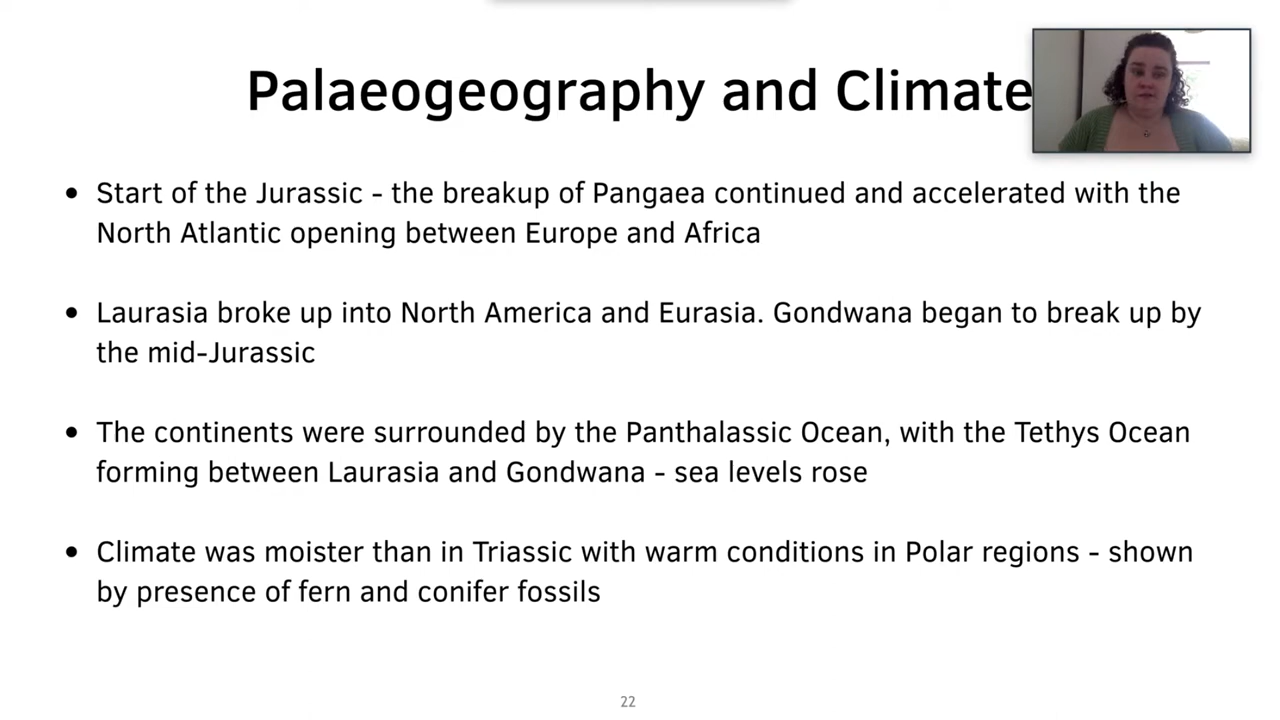 Palaeogeography and Climate
• Start of the Jurassic - the breakup of Pangaea continued and accelerated with the
North Atlantic opening between Europe and Africa
• Laurasia broke up into North America and Eurasia. Gondwana began to break up by
the mid-Jurassic
• The continents were surrounded by the Panthalassic Ocean, with the Tethys Ocean
forming between Laurasia and Gondwana - sea levels rose
• Climate was moister than in Triassic with warm conditions in Polar regions - shown
by presence of fern and conifer fossils
22